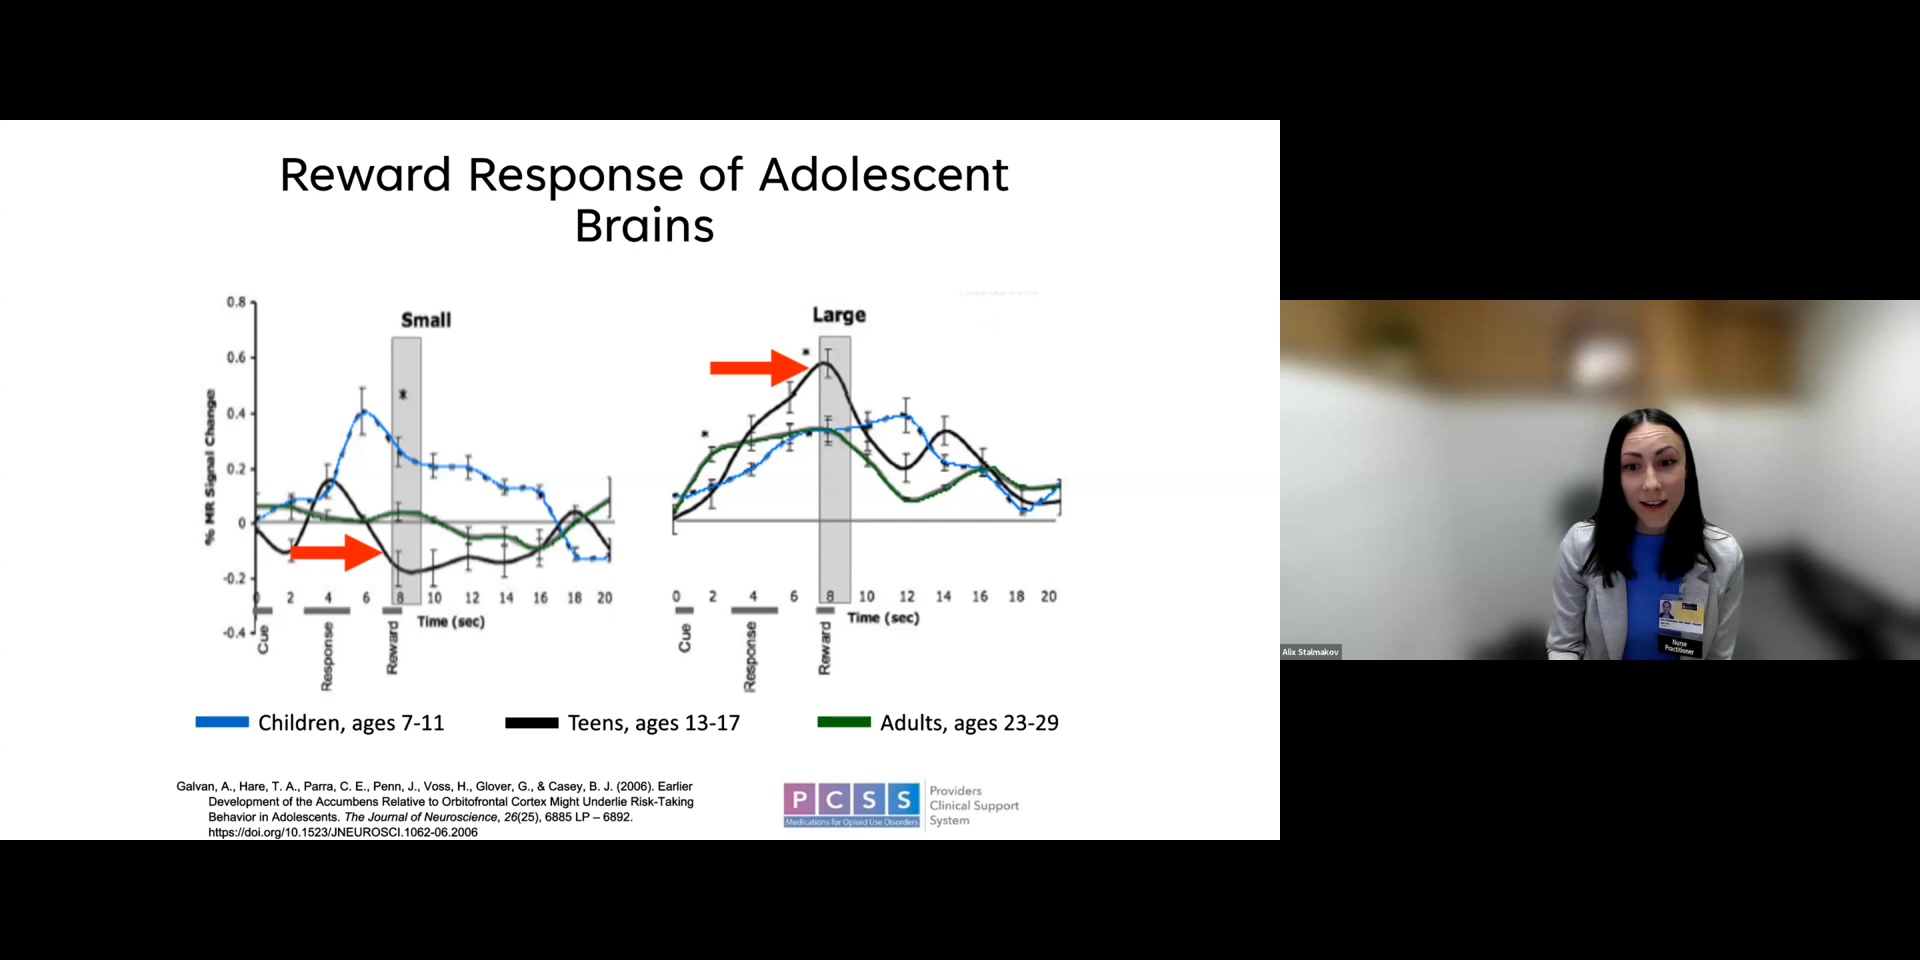 Reward Response of Adolescent
Brains
Small
Large
% MR Signal Change
0.8
0.6
0.4
0.2
0
-0.2
-0.4
*
*
*
0 2 4 6 8 10 12 14 16 18 20
0 2 4 6 8 10 12 14 16 18 20
Time (sec)
Time (sec)
Cue
Response
Reward
Cue
Response
Reward
Children, ages 7-11
Teens, ages 13-17
Adults, ages 23-29
Galvan, A., Hare, T. A., Parra, C. E., Penn, J., Voss, H., Glover, G., & Casey, B. J. (2006). Earlier
Development of the Accumbens Relative to Orbitofrontal Cortex Might Underlie Risk-Taking
Behavior in Adolescents. The Journal of Neuroscience, 26(25), 6885 LP – 6892.
https://doi.org/10.1523/JNEUROSCI.1062-06.2006
PCSS
Medications for Opioid Use Disorders
Providers
Clinical Support
System
Nurse
Practitioner
Alix Stalmakov